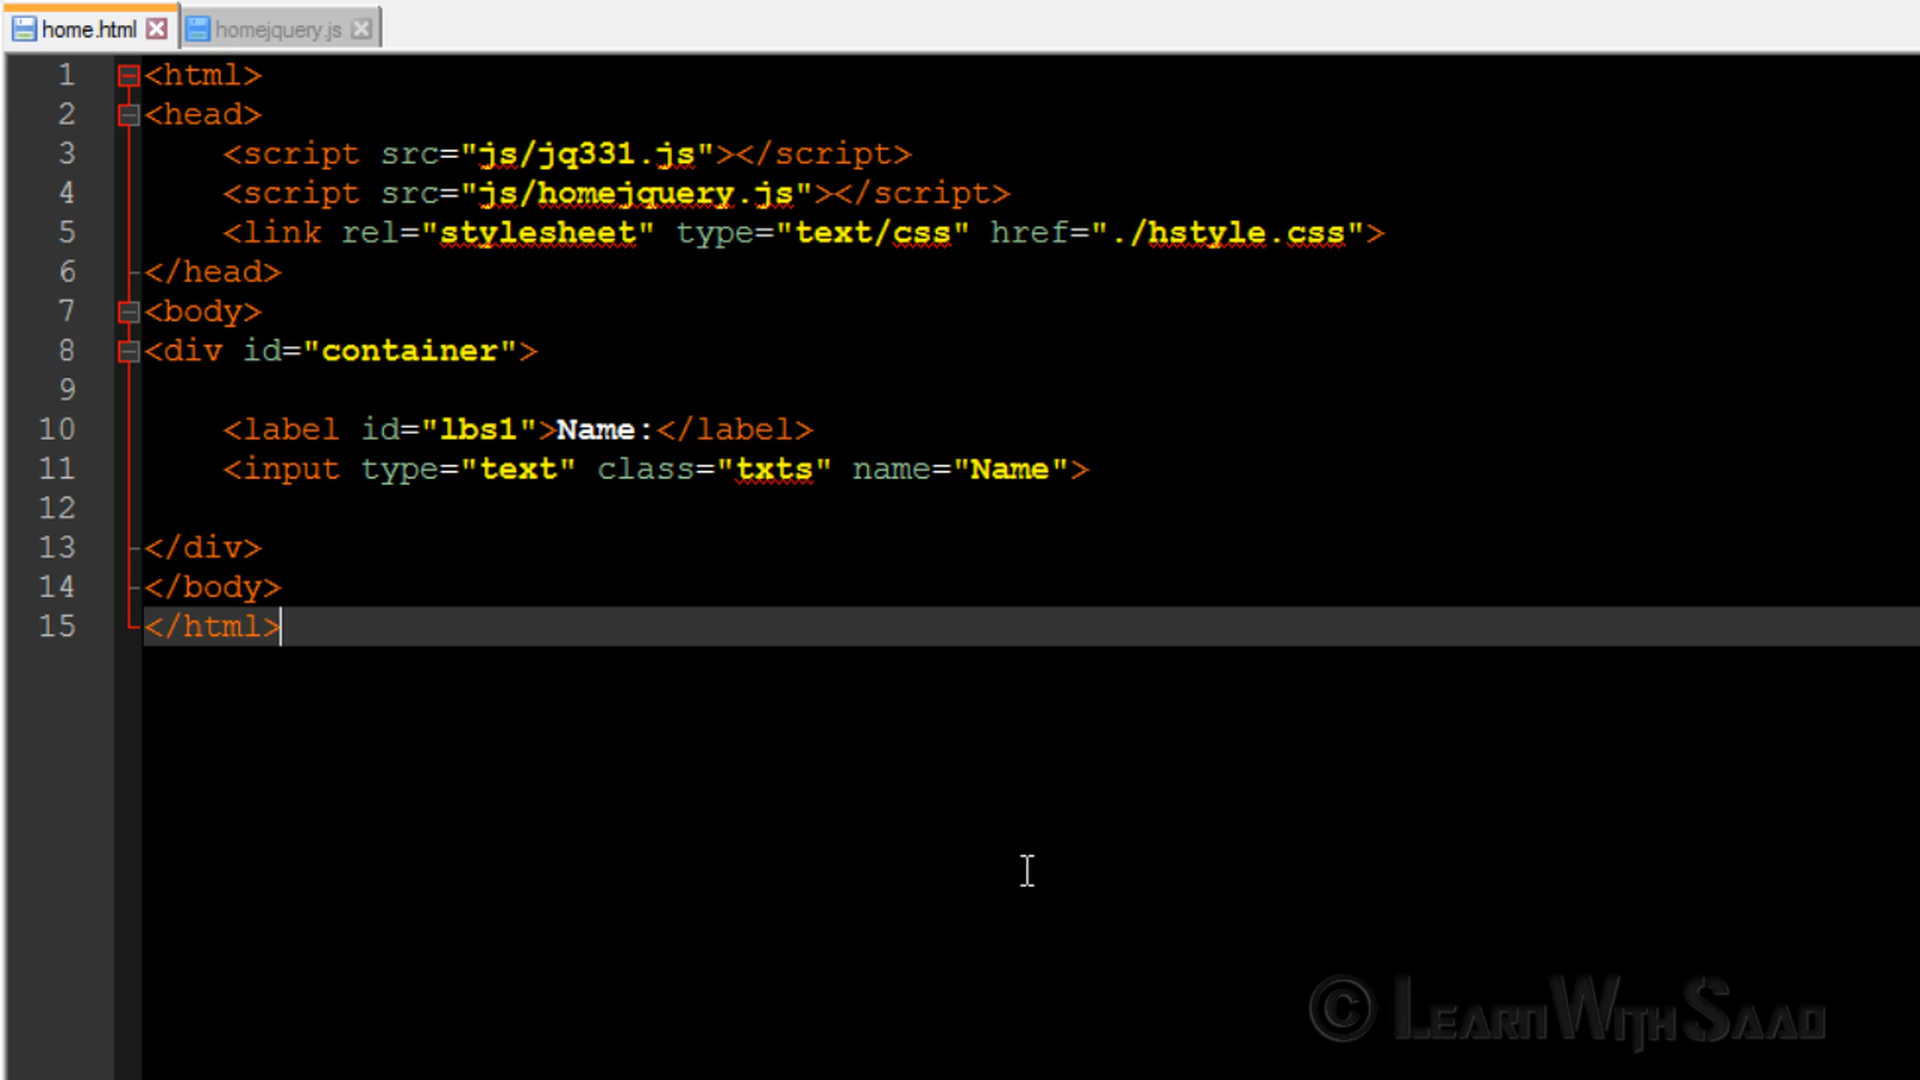 home.html homejquery.js
1 <html>
2 <head>
3 <script src="js/jq331.js"></script>
4 <script src="js/homejquery.js"></script>
5 <link rel="stylesheet" type="text/css" href="./hstyle.css">
6 </head>
7 <body>
8 <div id="container">
9
10 <label id="lbs1">Name:</label>
11 <input type="text" class="txts" name="Name">
12
13 </div>
14 </body>
15 </html>
© LearnWithSaad